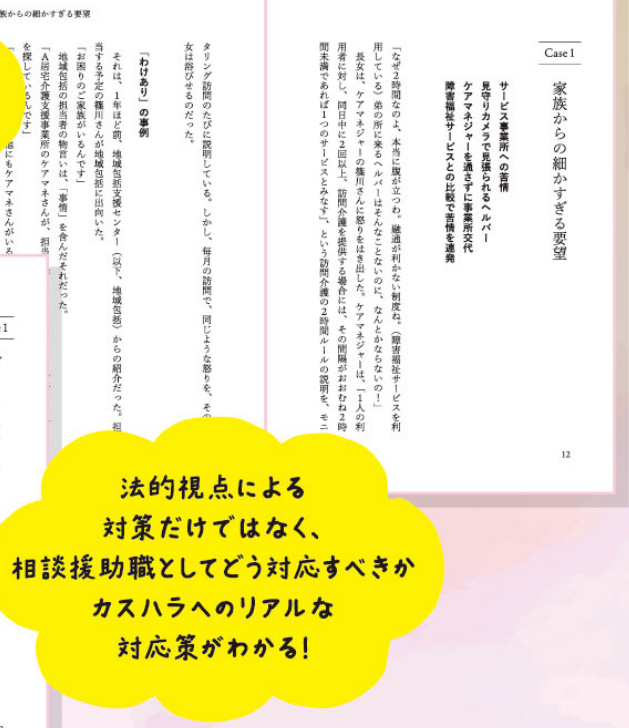 Case 1
家族からの細かすぎる要望
サービス事業所への苦情
見守りカメラで見張られるヘルパー
ケアマネジャーを通さずに事業所交代
障害福祉サービスとの比較で苦情を連発
「なぜ2時間なのよ、本当に腹が立つわ。融通が利かない制度ね。（障害福祉サービスを利
用している）弟の所に来るヘルパーはそんなことないのに、なんとかならないの！」
長女は、ケアマネジャーの篠川さんに怒りをはき出した。ケアマネジャーは、「1人の利
用者に対し、同日中に2回以上、訪問介護を提供する場合には、その間隔がおおむね2時
間未満であれば1つのサービスとみなす」、という訪問介護の2時間ルールの説明を、モニ
12
族からの細かすぎる要望
タリング訪問のたびに説明している。しかし、毎月の訪問で、同じような怒りを、その
女は浴びせるのだった。
「わけあり」の事例
それは、1年ほど前、地域包括支援センター（以下、地域包括）からの紹介だった。担
当する予定の篠川さんが地域包括に出向いた。
「お困りのご家族がいるんです」
地域包括の担当者の物言いは、「事情」を含んだそれだった。
「A居宅介護支援事業所のケアマネさんが、担当
を探しているんです」
にもケアマネさんがいる
1
法的視点による
対策だけではなく、
相談援助職としてどう対応すべきか
カスハラへのリアルな
対応策がわかる!